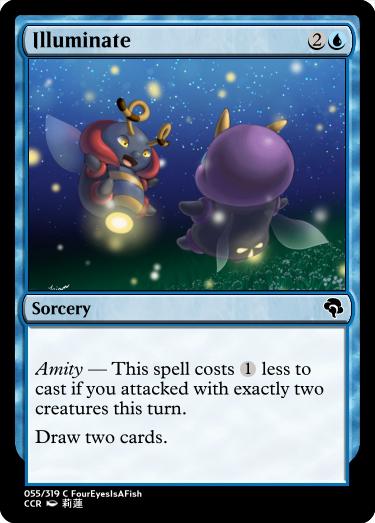 Illuminate 2
Sorcery
Amity — This spell costs 1 less to
cast if you attacked with exactly two
creatures this turn.
Draw two cards.
055/319 C FourEyesIsAFish
CCR 莉蓮